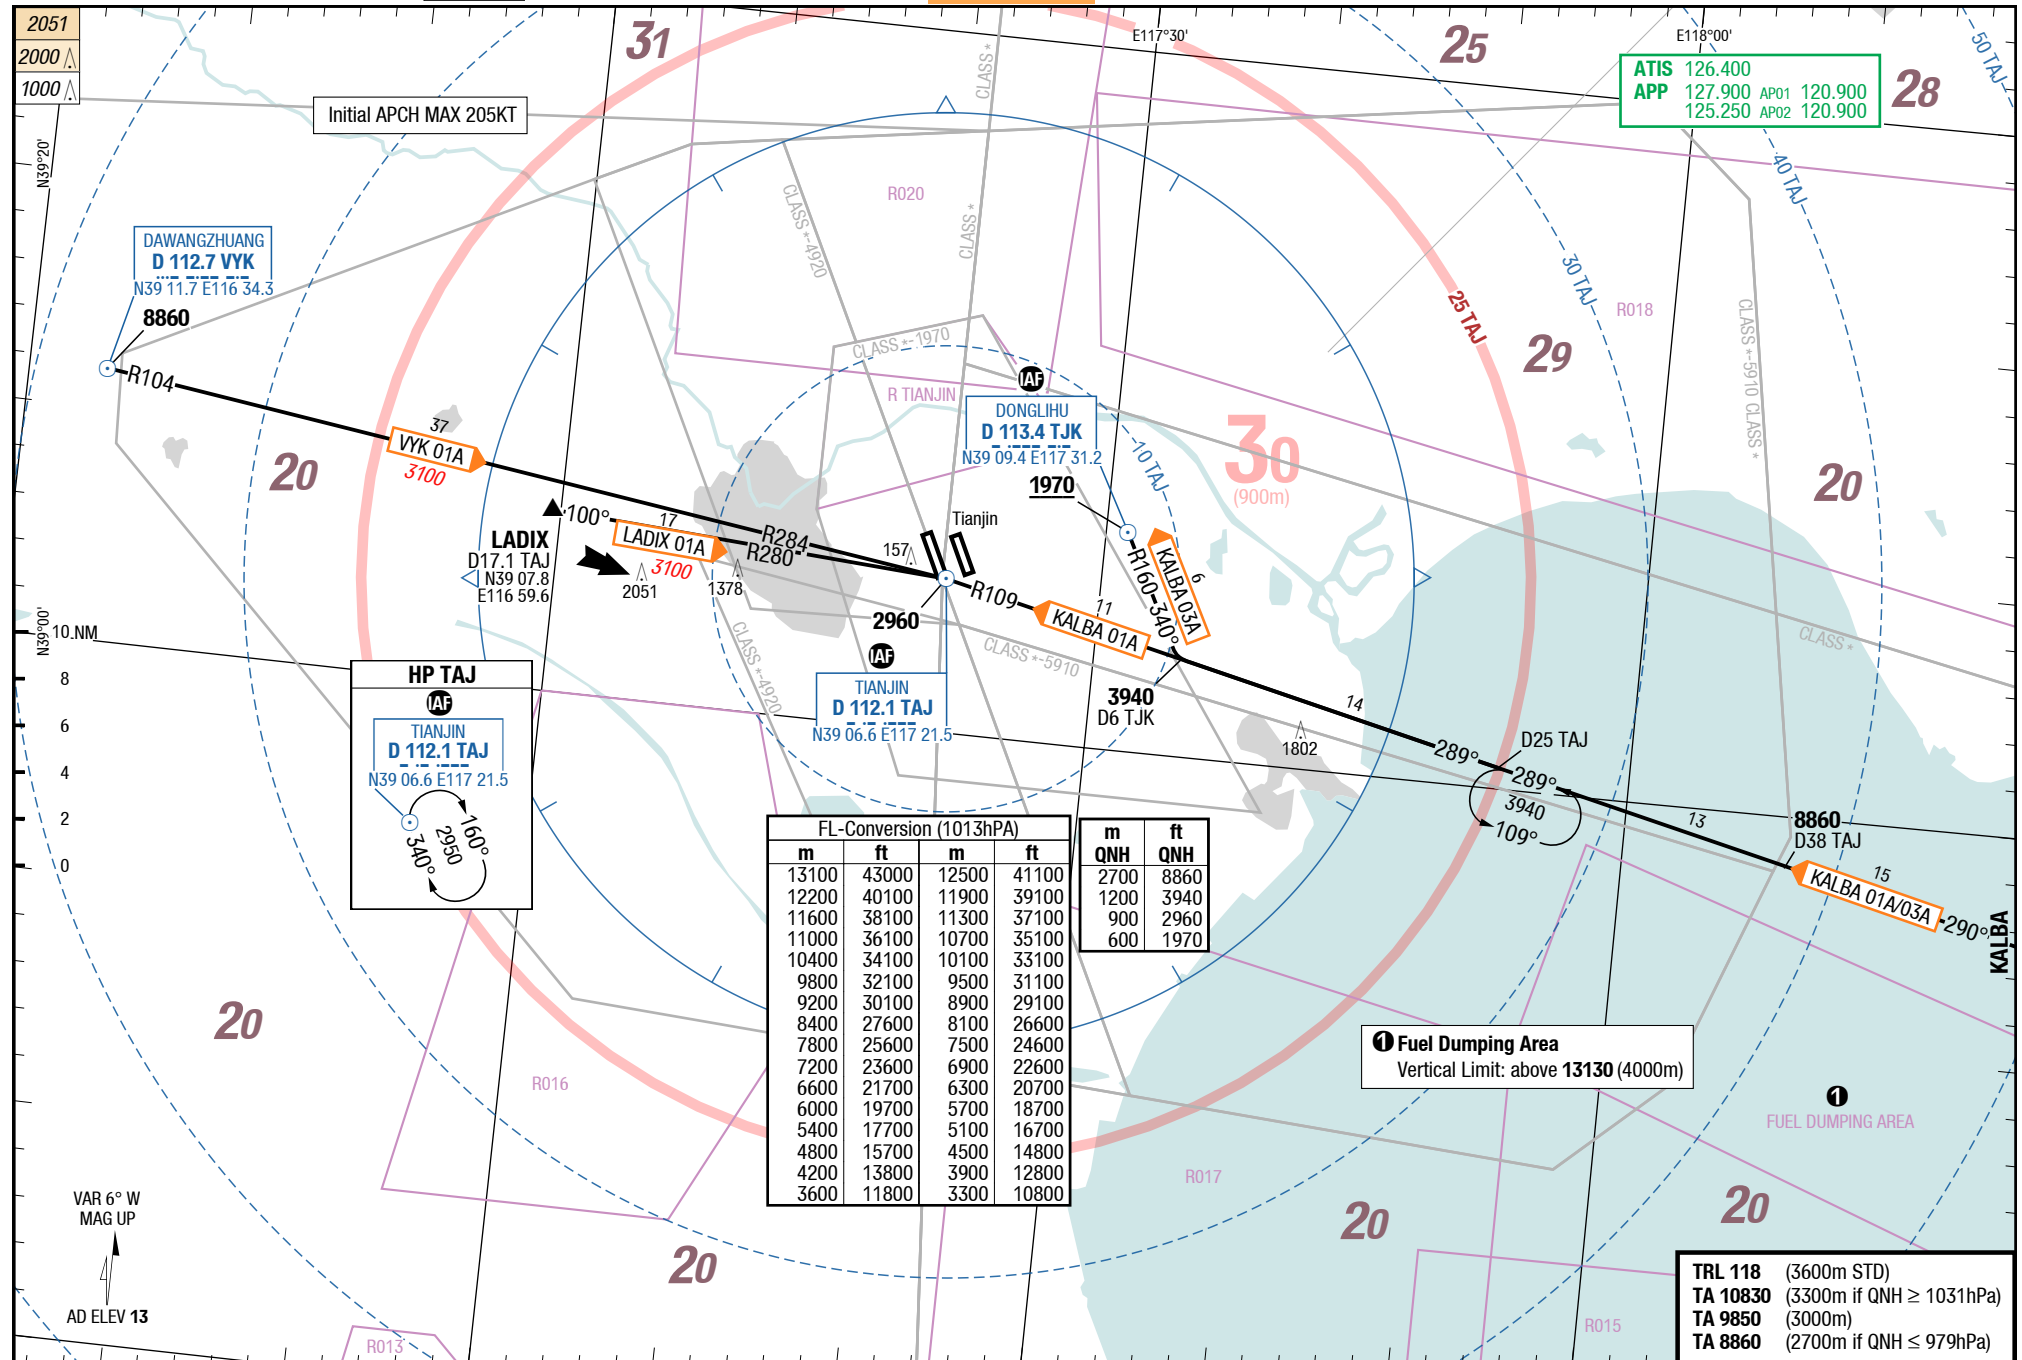 2051
2000
1000
31
25
28
20
29
20
20
20
20
20
30
(900m)
E117°30'
E118°00'
N39°20'
N39°00'
Initial APCH MAX 205KT
ATIS 126.400
APP 127.900 AP01 120.900
125.250 AP02 120.900
50 TAJ
40 TAJ
30 TAJ
25 TAJ
10 TAJ
CLASS *
CLASS *
CLASS *-4920
CLASS *-1970
CLASS *-5910 CLASS *
CLASS *
CLASS *-5910
CLASS *-4920
R020
R018
R TIANJIN
DAWANGZHUANG
D 112.7 VYK
N39 11.7 E116 34.3
8860
R104
37
VYK 01A
3100
R284
LADIX
D17.1 TAJ
N39 07.8
E116 59.6
100°
17
LADIX 01A
3100
R280
2051
1378
157
Tianjin
IAF
DONGLIHU
D 113.4 TJK
N39 09.4 E117 31.2
1970
R160
340°
KALBA 03A
6
2960
IAF
TIANJIN
D 112.1 TAJ
N39 06.6 E117 21.5
R109
11
KALBA 01A
3940
D6 TJK
14
1802
289°
D25 TAJ
289°
3940
109°
13
8860
D38 TAJ
15
KALBA 01A/03A
290°
KALBA
10 NM
8
6
4
2
0
HP TAJ
IAF
TIANJIN
D 112.1 TAJ
N39 06.6 E117 21.5
160°
2950
340°
FL-Conversion (1013hPA)
m ft m ft
13100 43000 12500 41100
12200 40100 11900 39100
11600 38100 11300 37100
11000 36100 10700 35100
10400 34100 10100 33100
9800 32100 9500 31100
9200 30100 8900 29100
8400 27600 8100 26600
7800 25600 7500 24600
7200 23600 6900 22600
6600 21700 6300 20700
6000 19700 5700 18700
5400 17700 5100 16700
4800 15700 4500 14800
4200 13800 3900 12800
3600 11800 3300 10800
m ft
QNH QNH
2700 8860
1200 3940
900 2960
600 1970
1 Fuel Dumping Area
Vertical Limit: above 13130 (4000m)
1
FUEL DUMPING AREA
R016
R017
R013
R015
VAR 6° W
MAG UP
AD ELEV 13
TRL 118 (3600m STD)
TA 10830 (3300m if QNH ≥ 1031hPa)
TA 9850 (3000m)
TA 8860 (2700m if QNH ≤ 979hPa)